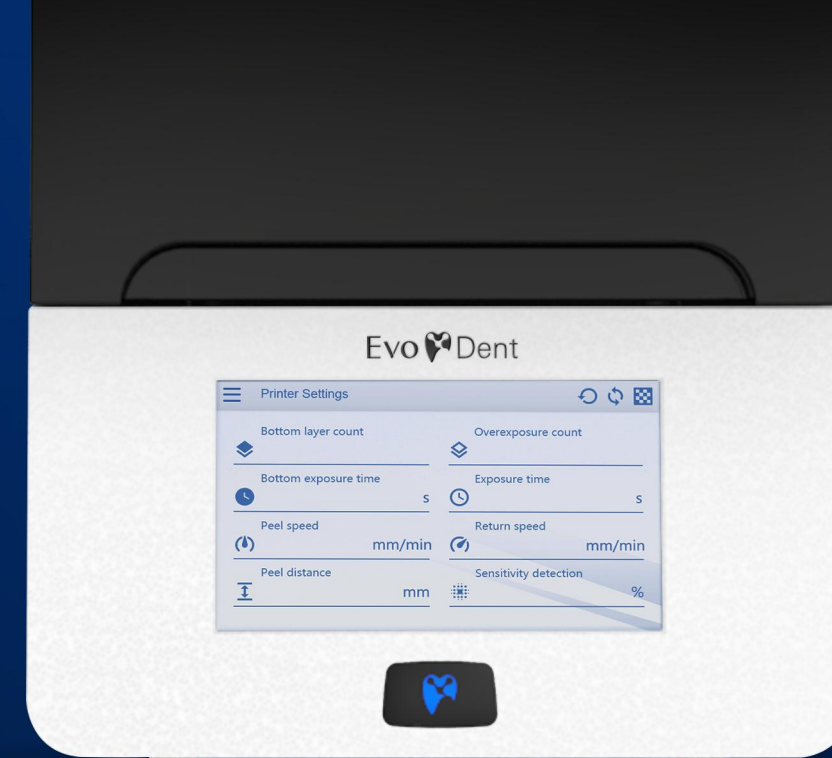 Evo Dent
Printer Settings
Bottom layer count
Overexposure count
Bottom exposure time
s
Exposure time
s
Peel speed
mm/min
Return speed
mm/min
Peel distance
mm
Sensitivity detection
%